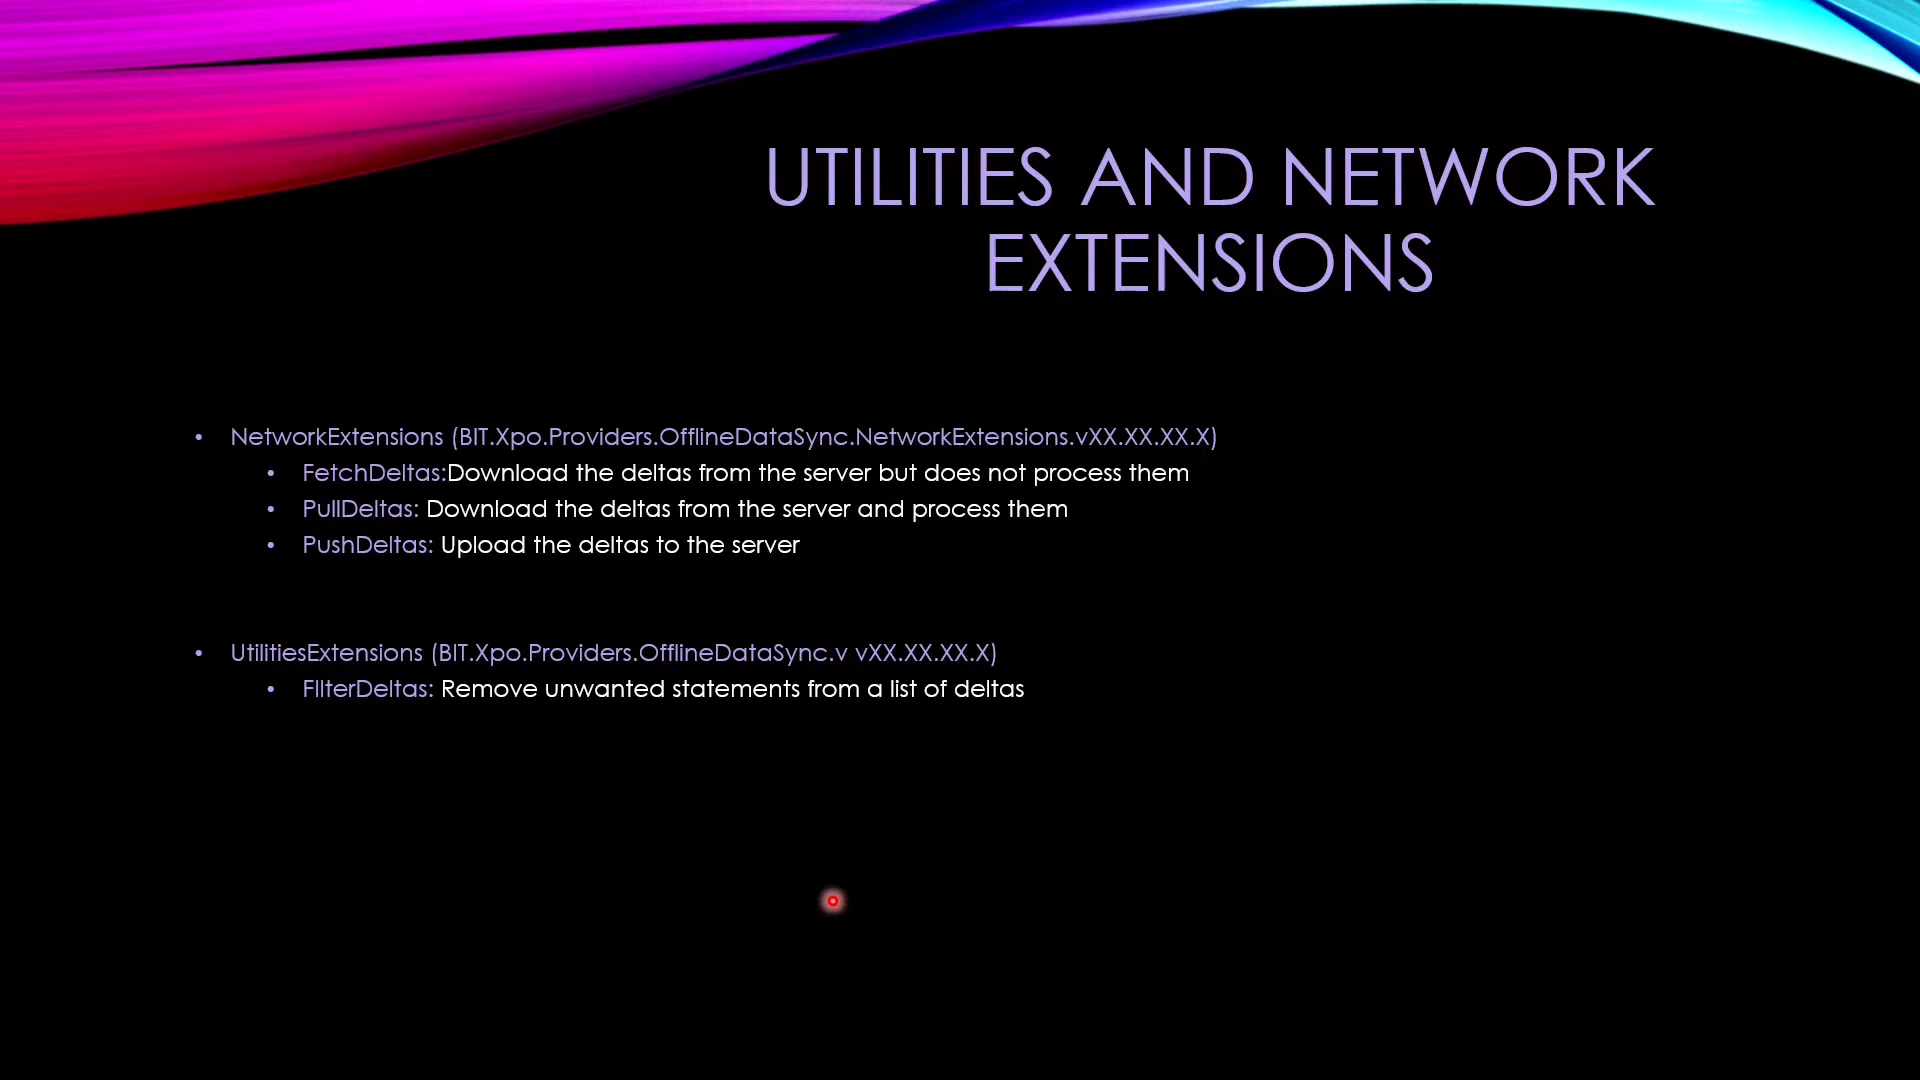 UTILITIES AND NETWORK
EXTENSIONS
• NetworkExtensions (BIT.Xpo.Providers.OfflineDataSync.NetworkExtensions.vXX.XX.XX.X)
• FetchDeltas:Download the deltas from the server but does not process them
• PullDeltas: Download the deltas from the server and process them
• PushDeltas: Upload the deltas to the server
• UtilitiesExtensions (BIT.Xpo.Providers.OfflineDataSync.v vXX.XX.XX.X)
• FIlterDeltas: Remove unwanted statements from a list of deltas